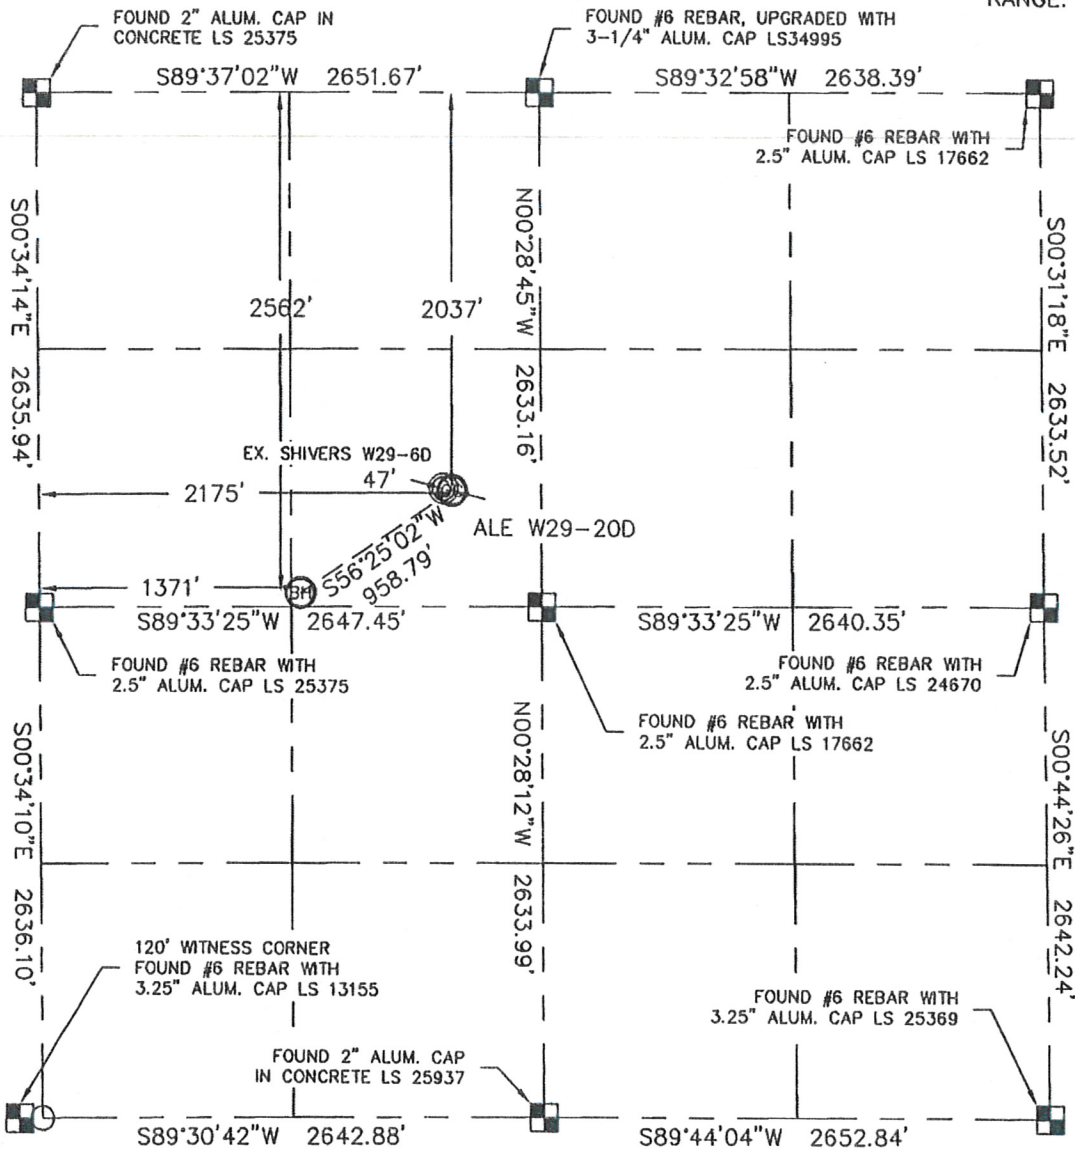 RANGE:
FOUND 2" ALUM. CAP IN
CONCRETE LS 25375
FOUND #6 REBAR, UPGRADED WITH
3-1/4" ALUM. CAP LS34995
S89°37'02"W 2651.67'
S89°32'58"W 2638.39'
FOUND #6 REBAR WITH
2.5" ALUM. CAP LS 17662
S00°34'14"E 2635.94'
N00°28'45"W 2633.16'
S00°31'18"E 2633.52'
2562'
2037'
EX. SHIVERS W29-6D
47'
2175'
ALE W29-20D
S56°25'02"W
958.79'
1371'
BH
S89°33'25"W 2647.45'
S89°33'25"W 2640.35'
FOUND #6 REBAR WITH
2.5" ALUM. CAP LS 25375
FOUND #6 REBAR WITH
2.5" ALUM. CAP LS 24670
FOUND #6 REBAR WITH
2.5" ALUM. CAP LS 17662
S00°34'10"E 2636.10'
N00°28'12"W 2633.99'
S00°44'26"E 2642.24'
120' WITNESS CORNER
FOUND #6 REBAR WITH
3.25" ALUM. CAP LS 13155
FOUND #6 REBAR WITH
3.25" ALUM. CAP LS 25369
FOUND 2" ALUM. CAP
IN CONCRETE LS 25937
S89°30'42"W 2642.88'
S89°44'04"W 2652.84'